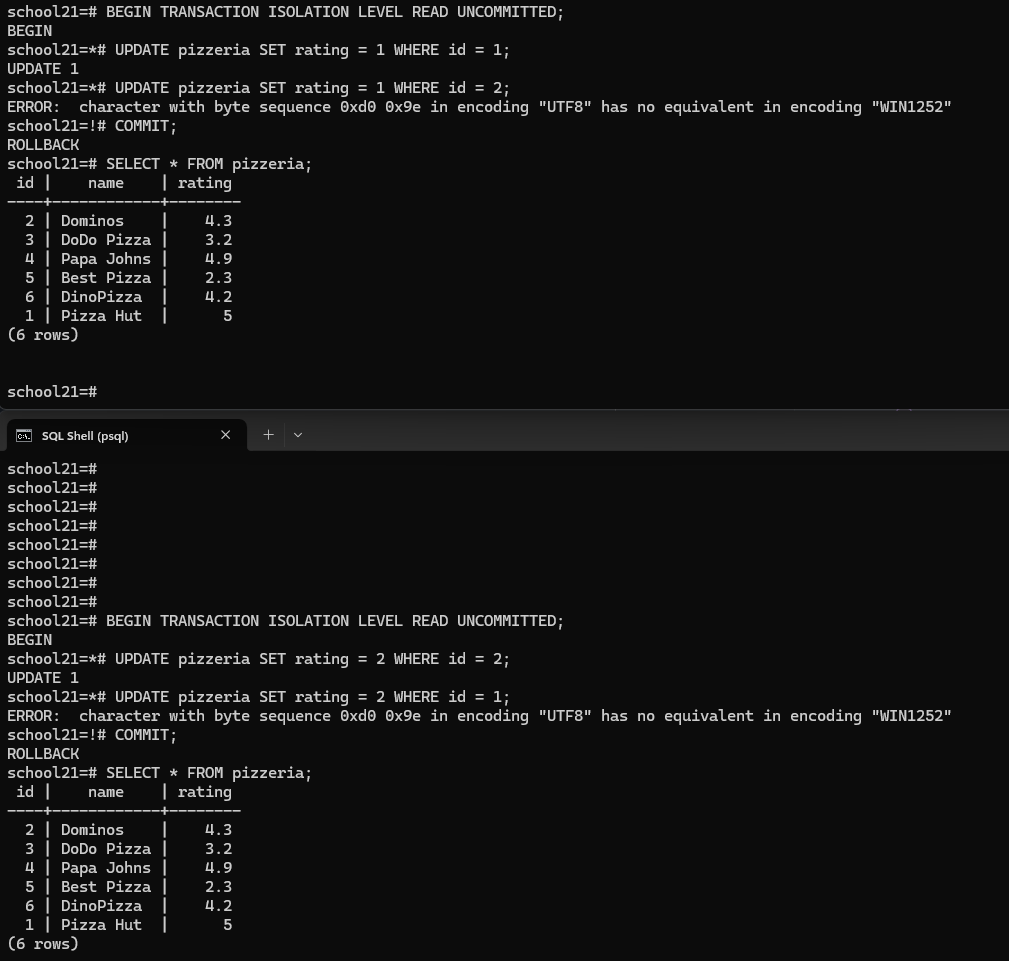 school21=# BEGIN TRANSACTION ISOLATION LEVEL READ UNCOMMITTED;
BEGIN
school21=*# UPDATE pizzeria SET rating = 1 WHERE id = 1;
UPDATE 1
school21=*# UPDATE pizzeria SET rating = 1 WHERE id = 2;
ERROR:  character with byte sequence 0xd0 0x9e in encoding "UTF8" has no equivalent in encoding "WIN1252"
school21=!# COMMIT;
ROLLBACK
school21=# SELECT * FROM pizzeria;
 id |    name    | rating
----+------------+--------
  2 | Dominos    |    4.3
  3 | DoDo Pizza |    3.2
  4 | Papa Johns |    4.9
  5 | Best Pizza |    2.3
  6 | DinoPizza  |    4.2
  1 | Pizza Hut  |      5
(6 rows)
school21=#
SQL Shell (psql)
school21=#
school21=#
school21=#
school21=#
school21=#
school21=#
school21=#
school21=#
school21=# BEGIN TRANSACTION ISOLATION LEVEL READ UNCOMMITTED;
BEGIN
school21=*# UPDATE pizzeria SET rating = 2 WHERE id = 2;
UPDATE 1
school21=*# UPDATE pizzeria SET rating = 2 WHERE id = 1;
ERROR:  character with byte sequence 0xd0 0x9e in encoding "UTF8" has no equivalent in encoding "WIN1252"
school21=!# COMMIT;
ROLLBACK
school21=# SELECT * FROM pizzeria;
 id |    name    | rating
----+------------+--------
  2 | Dominos    |    4.3
  3 | DoDo Pizza |    3.2
  4 | Papa Johns |    4.9
  5 | Best Pizza |    2.3
  6 | DinoPizza  |    4.2
  1 | Pizza Hut  |      5
(6 rows)